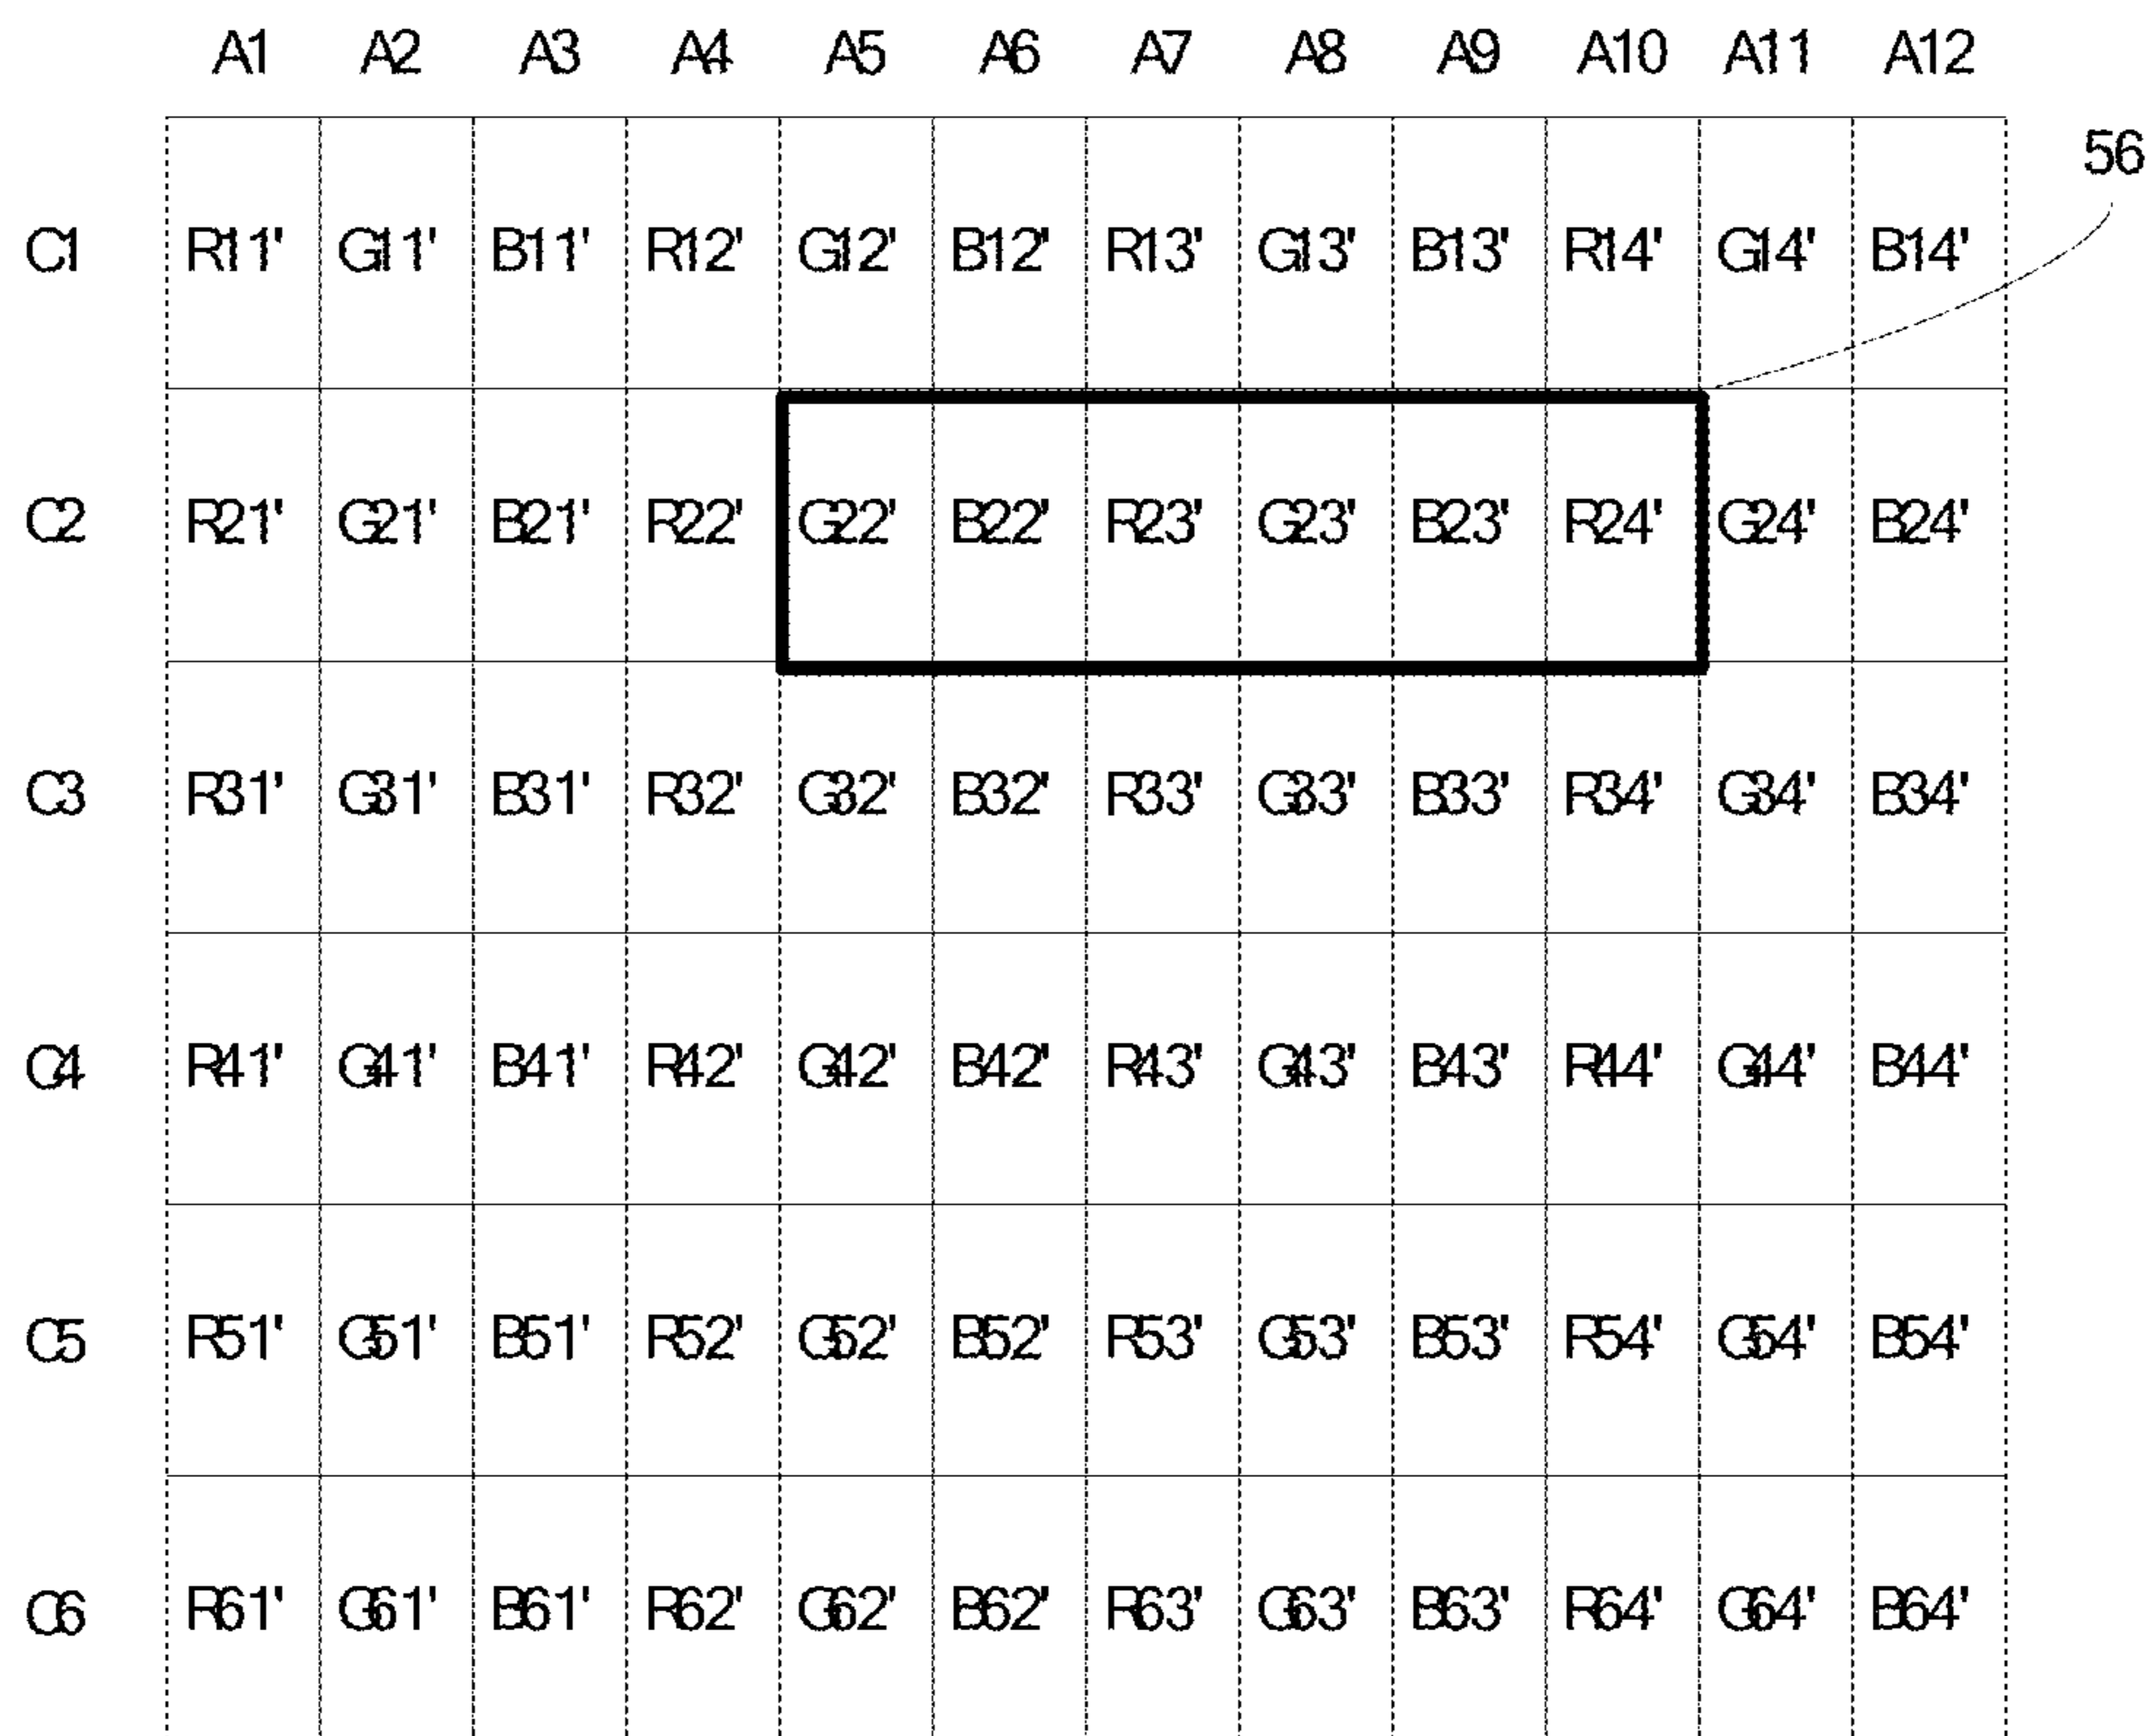 A1 A2 A3 A4 A5 A6 A7 A8 A9 A10 A11 A12
56
C1 R11' G11' B11' R12' G12' B12' R13' G13' B13' R14' G14' B14'
C2 R21' G21' B21' R22' G22' B22' R23' G23' B23' R24' G24' B24'
C3 R31' G31' B31' R32' G32' B32' R33' G33' B33' R34' G34' B34'
C4 R41' G41' B41' R42' G42' B42' R43' G43' B43' R44' G44' B44'
C5 R51' G51' B51' R52' G52' B52' R53' G53' B53' R54' G54' B54'
C6 R61' G61' B61' R62' G62' B62' R63' G63' B63' R64' G64' B64'